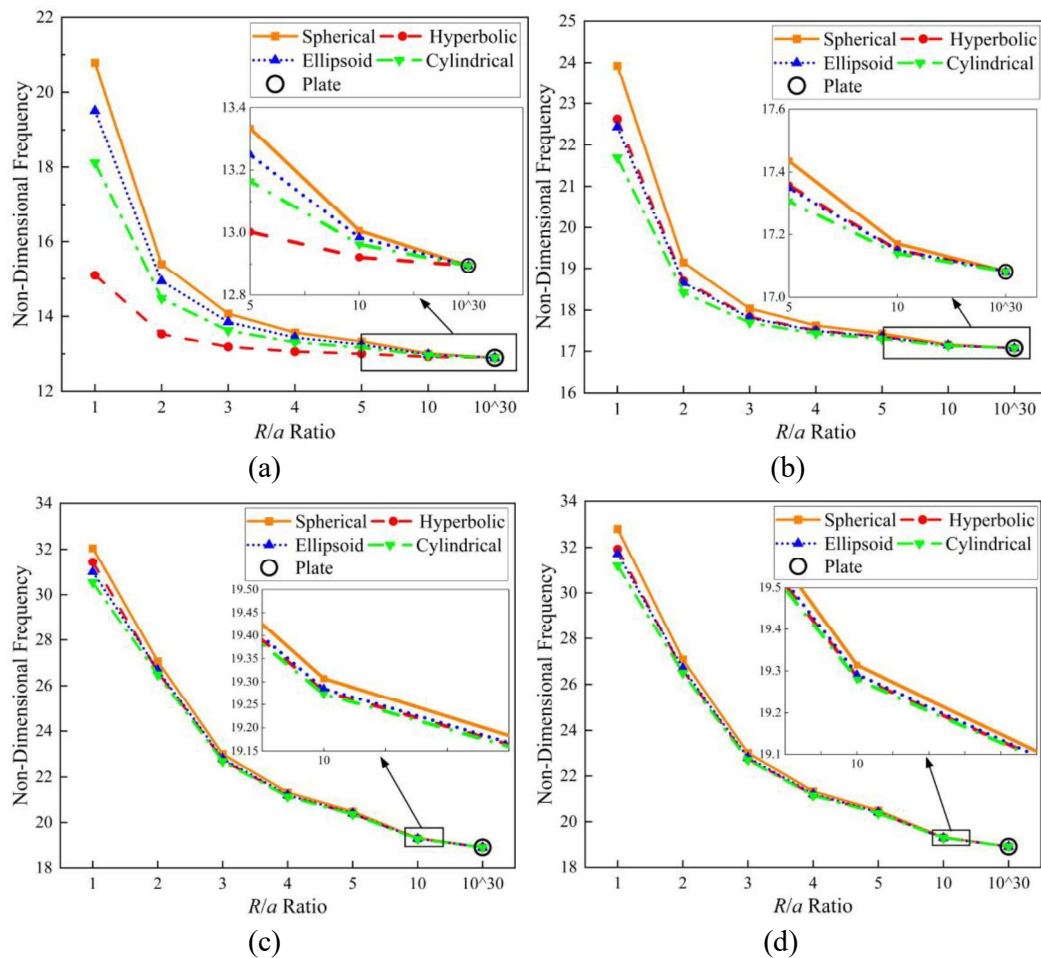 22
20
18
16
14
12
Non-Dimensional Frequency
Spherical Hyperbolic
Ellipsoid Cylindrical
Plate
13.4
13.2
13.0
12.8
5 10 10^30
1 2 3 4 5 10 10^30
R/a Ratio
(a)
25
24
23
22
21
20
19
18
17
16
Non-Dimensional Frequency
Spherical Hyperbolic
Ellipsoid Cylindrical
Plate
17.6
17.4
17.2
17.0
5 10 10^30
1 2 3 4 5 10 10^30
R/a Ratio
(b)
34
32
30
28
26
24
22
20
18
Non-Dimensional Frequency
Spherical Hyperbolic
Ellipsoid Cylindrical
Plate
19.50
19.45
19.40
19.35
19.30
19.25
19.20
19.15
10
1 2 3 4 5 10 10^30
R/a Ratio
(c)
34
32
30
28
26
24
22
20
18
Non-Dimensional Frequency
Spherical Hyperbolic
Ellipsoid Cylindrical
Plate
19.5
19.4
19.3
19.2
19.1
10
1 2 3 4 5 10 10^30
R/a Ratio
(d)